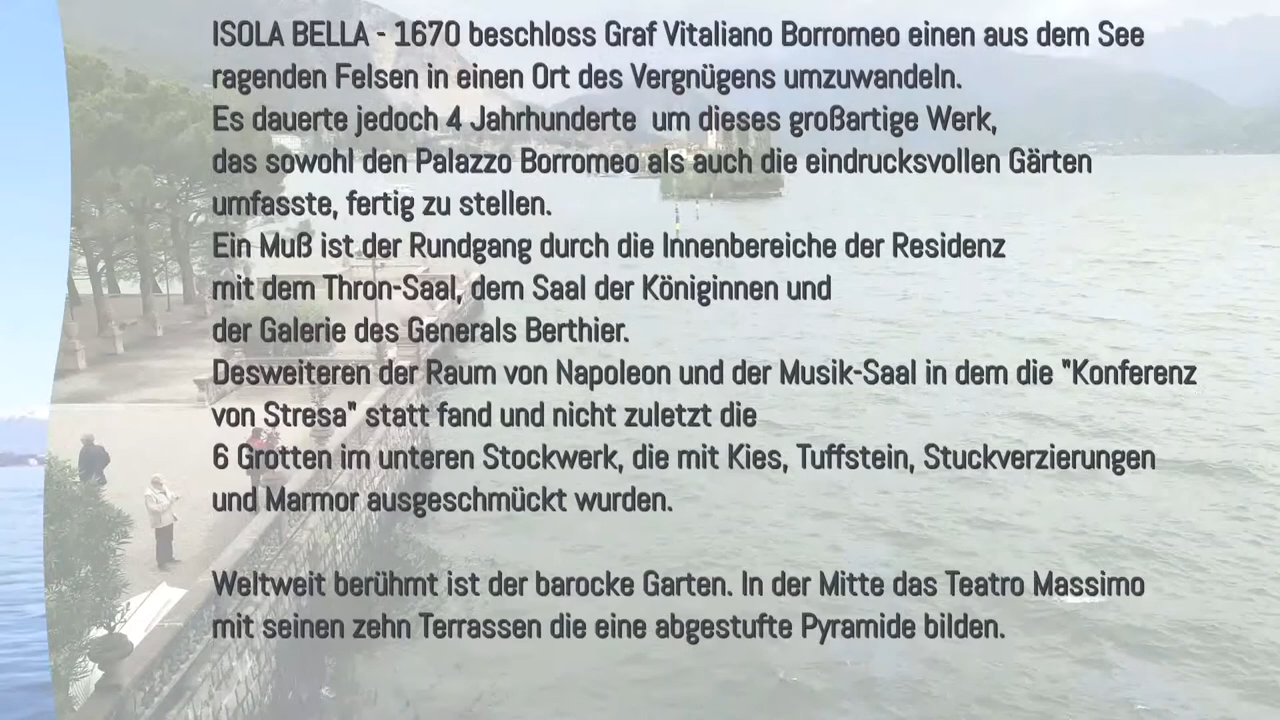 ISOLA BELLA - 1670 beschloss Graf Vitaliano Borromeo einen aus dem See
ragenden Felsen in einen Ort des Vergnügens umzuwandeln.
Es dauerte jedoch 4 Jahrhunderte  um dieses großartige Werk,
das sowohl den Palazzo Borromeo als auch die eindrucksvollen Gärten
umfasste, fertig zu stellen.
Ein Muß ist der Rundgang durch die Innenbereiche der Residenz
mit dem Thron-Saal, dem Saal der Königinnen und
der Galerie des Generals Berthier.
Desweiteren der Raum von Napoleon und der Musik-Saal in dem die "Konferenz
von Stresa" statt fand und nicht zuletzt die
6 Grotten im unteren Stockwerk, die mit Kies, Tuffstein, Stuckverzierungen
und Marmor ausgeschmückt wurden.
Weltweit berühmt ist der barocke Garten. In der Mitte das Teatro Massimo
mit seinen zehn Terrassen die eine abgestufte Pyramide bilden.